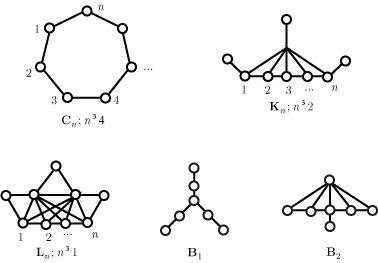 n
1
2
...
3
4
C_n; n ³ 4
1 2 3 ... n
K_n; n ³ 2
1 2 ... n
L_n; n ³ 1
B_1
B_2